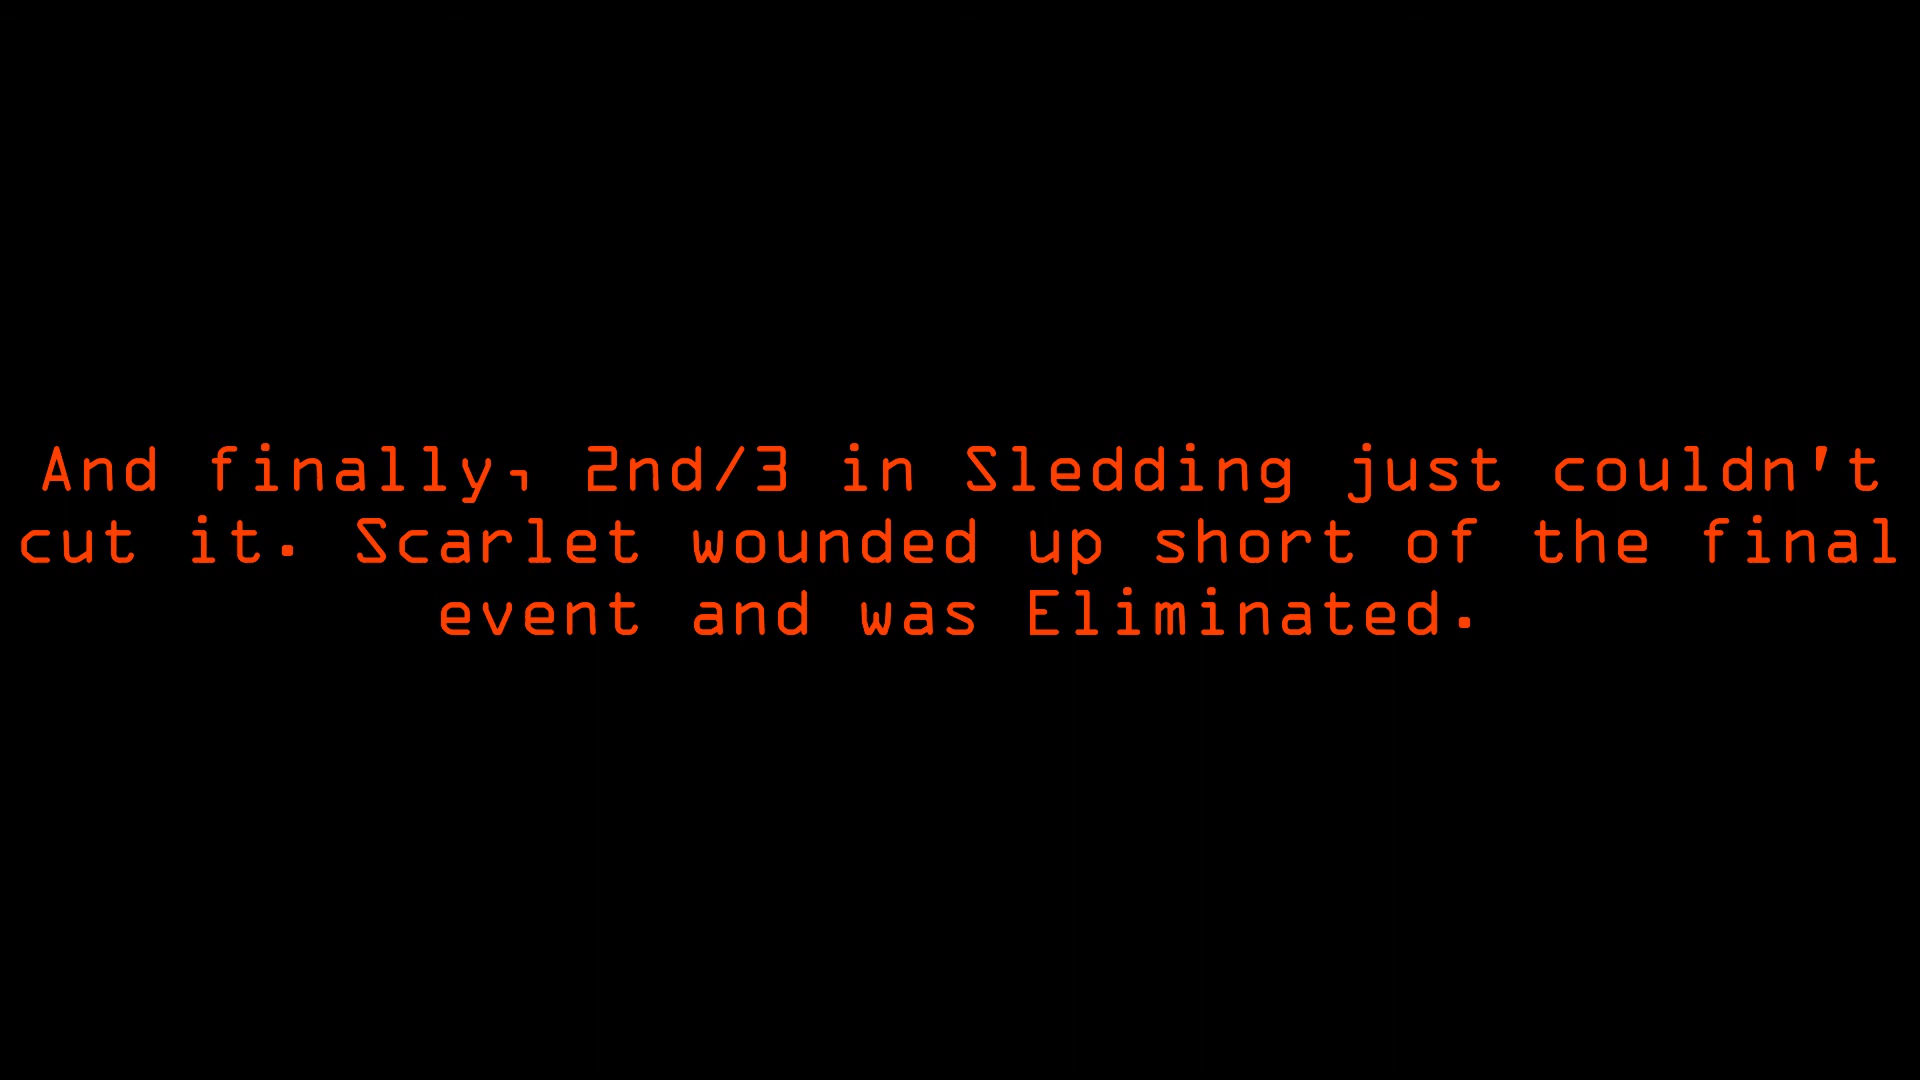 And finally, 2nd/3 in Sledding just couldn't
cut it. Scarlet wounded up short of the final
event and was Eliminated.